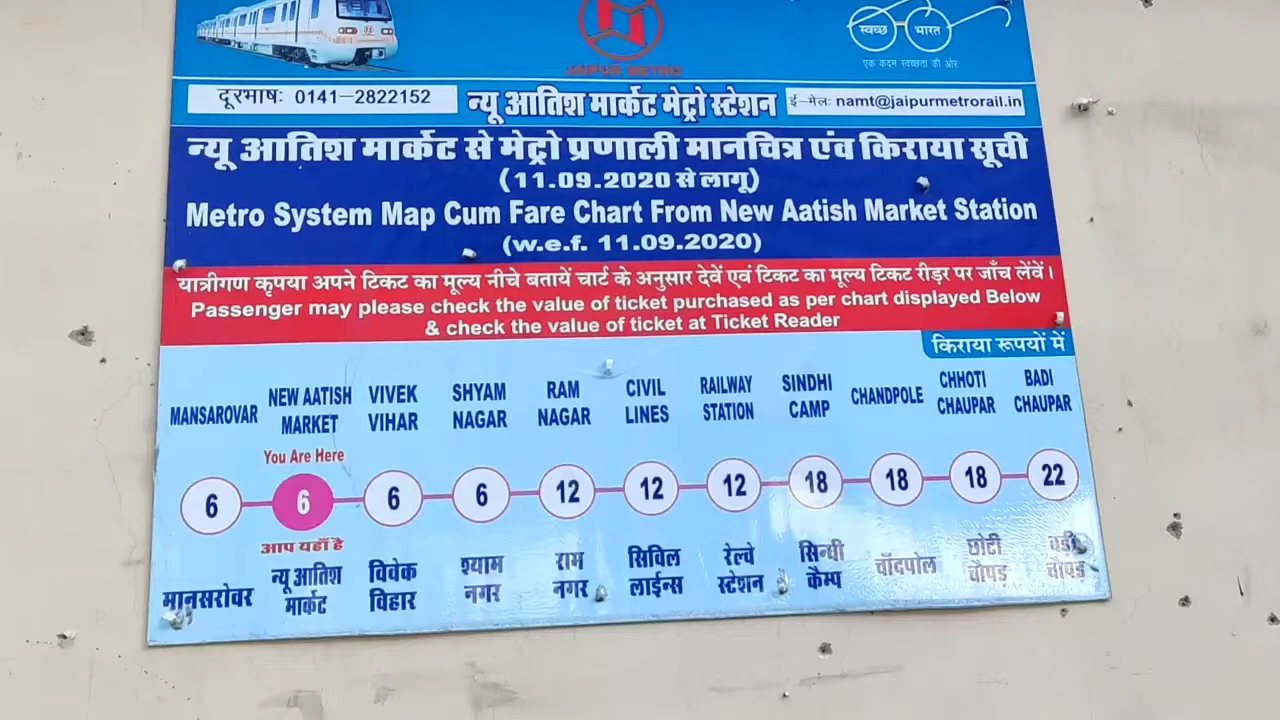 स्वच्छ भारत
एक कदम स्वच्छता की ओर
JAIPUR METRO
दूरभाषः 0141-2822152
न्यू आतिश मार्केट मेट्रो स्टेशन
ई-मेलः namt@jaipurmetrorail.in
न्यू आतिश मार्केट से मेट्रो प्रणाली मानचित्र एंव किराया सूची
(11.09.2020 से लागू)
Metro System Map Cum Fare Chart From New Aatish Market Station
(w.e.f. 11.09.2020)
यात्रीगण कृपया अपने टिकट का मूल्य नीचे बतायें चार्ट के अनुसार देवें एवं टिकट का मूल्य टिकट रीड़र पर जाँच लेंवें।
Passenger may please check the value of ticket purchased as per chart displayed Below
& check the value of ticket at Ticket Reader
किराया रूपयों में
MANSAROVAR
NEW AATISH
MARKET
VIVEK
VIHAR
SHYAM
NAGAR
RAM
NAGAR
CIVIL
LINES
RAILWAY
STATION
SINDHI
CAMP
CHANDPOLE
CHHOTI
CHAUPAR
BADI
CHAUPAR
You Are Here
6 6 6 6 12 12 12 18 18 18 22
आप यहाँ है
मानसरोवर
न्यू आतिश
मार्केट
विवेक
विहार
श्याम
नगर
राम
नगर
सिविल
लाईन्स
रेल्वे
स्टेशन
सिन्धी
कैम्प
चाँदपोल
छोटी
चौपड़
बड़ी
चौपड़